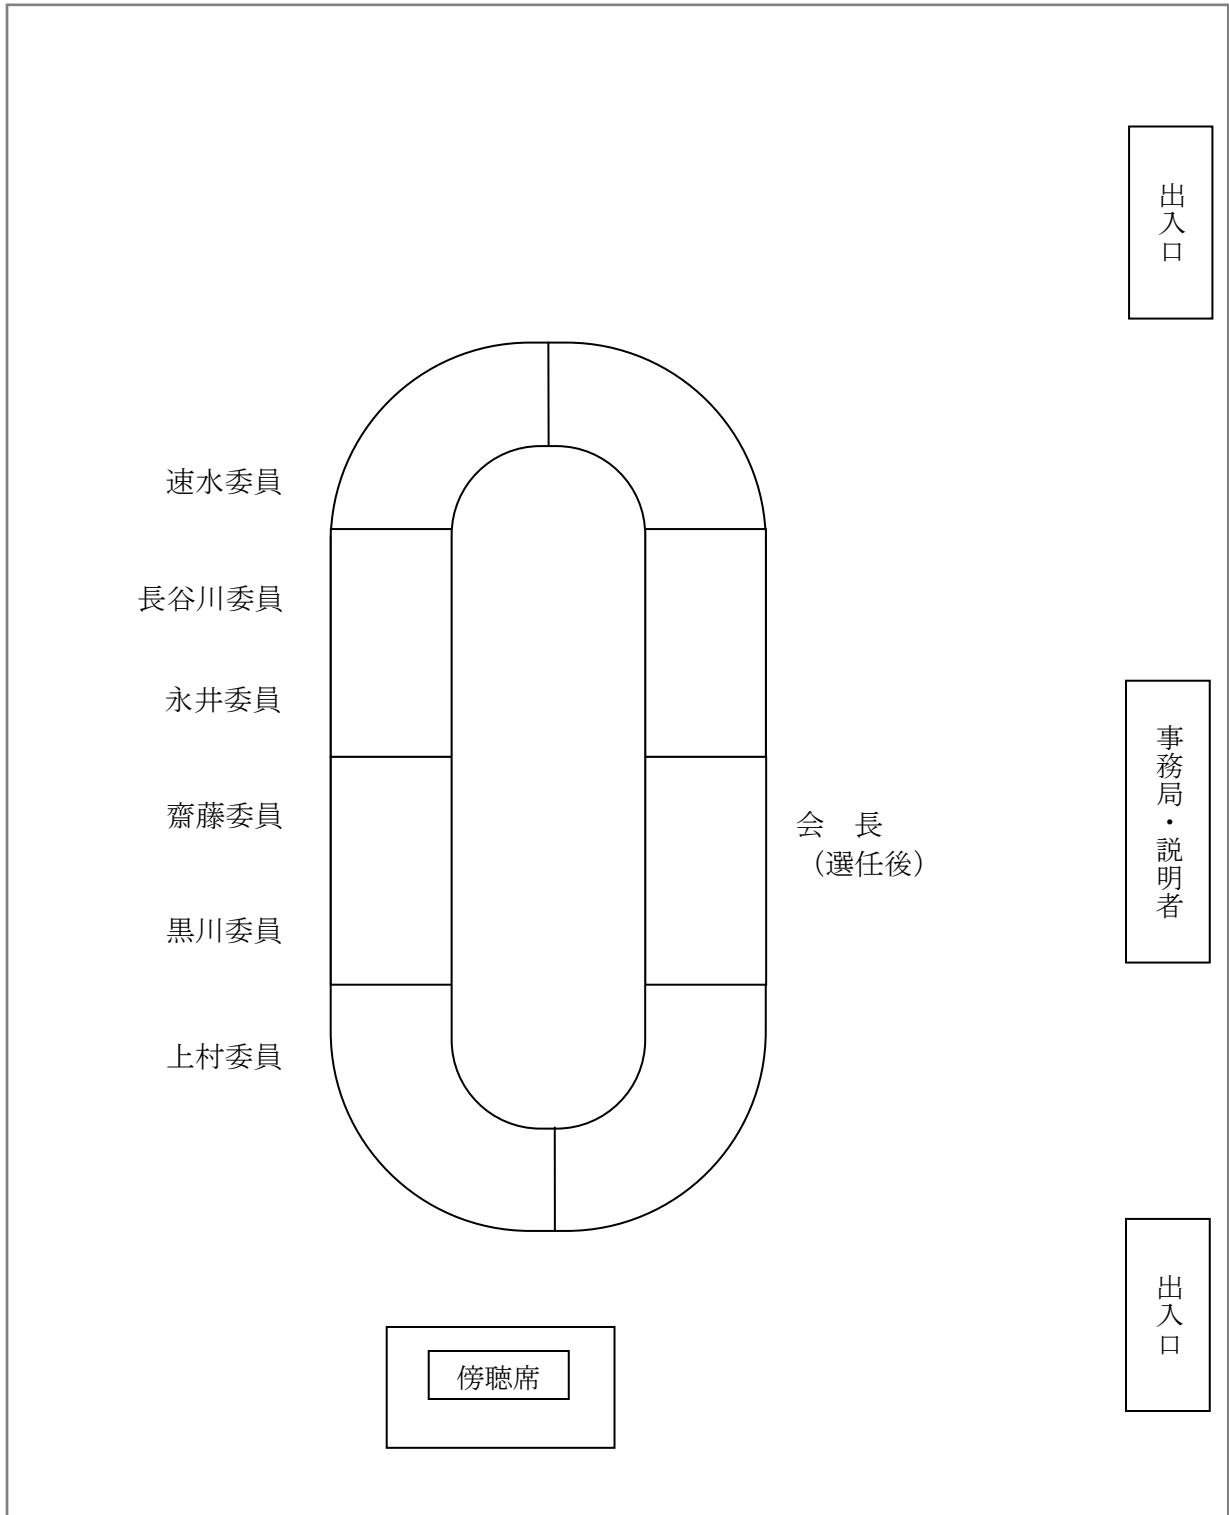 出入口
速水委員
長谷川委員
永井委員
齋藤委員
黒川委員
上村委員
会　長
（選任後）
事務局・説明者
出入口
傍聴席